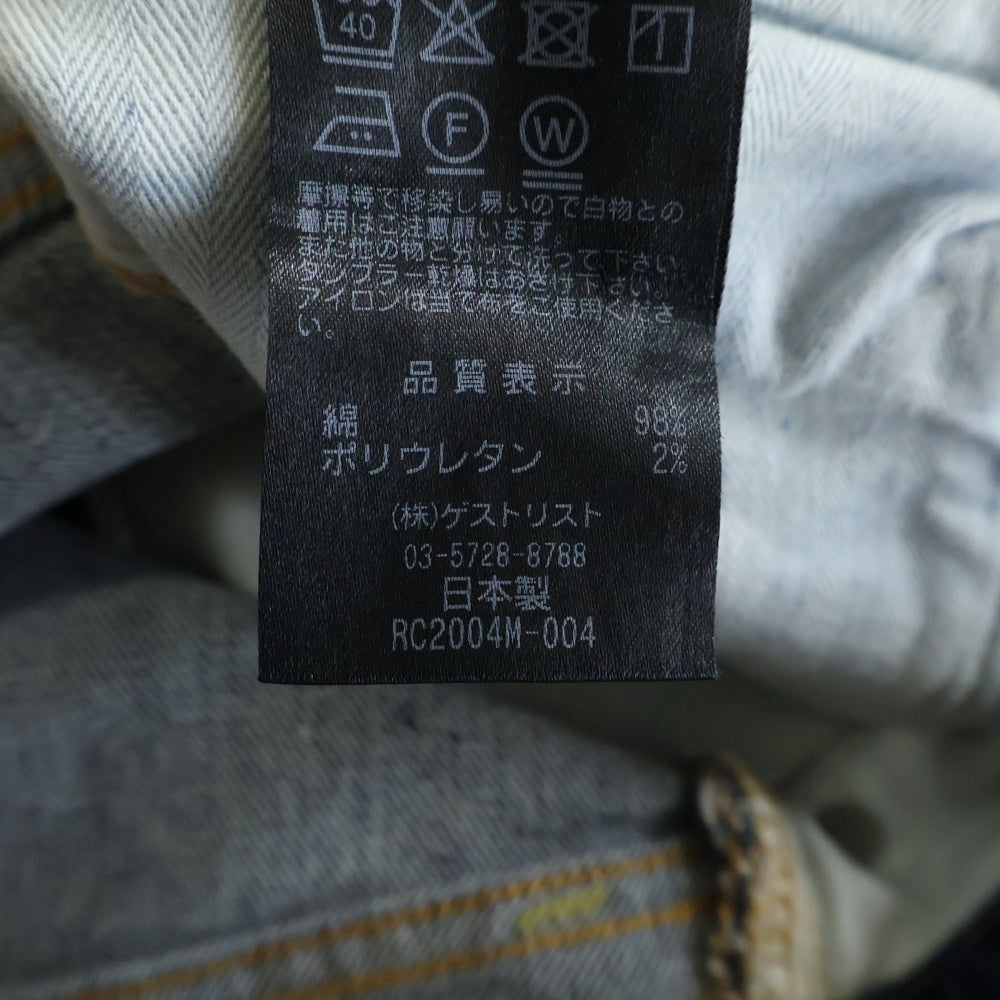 40
F
W
摩擦等で移染し易いので白物との
着用はご注意願います。
また他の物と分けて洗って下さい。
タンブラー乾燥はお避け下さい。
アイロンは当て布をご使用くださ
い。
品質表示
綿 98%
ポリウレタン 2%
(株)ゲストリスト
03-5728-8788
日本製
RC2004M-004